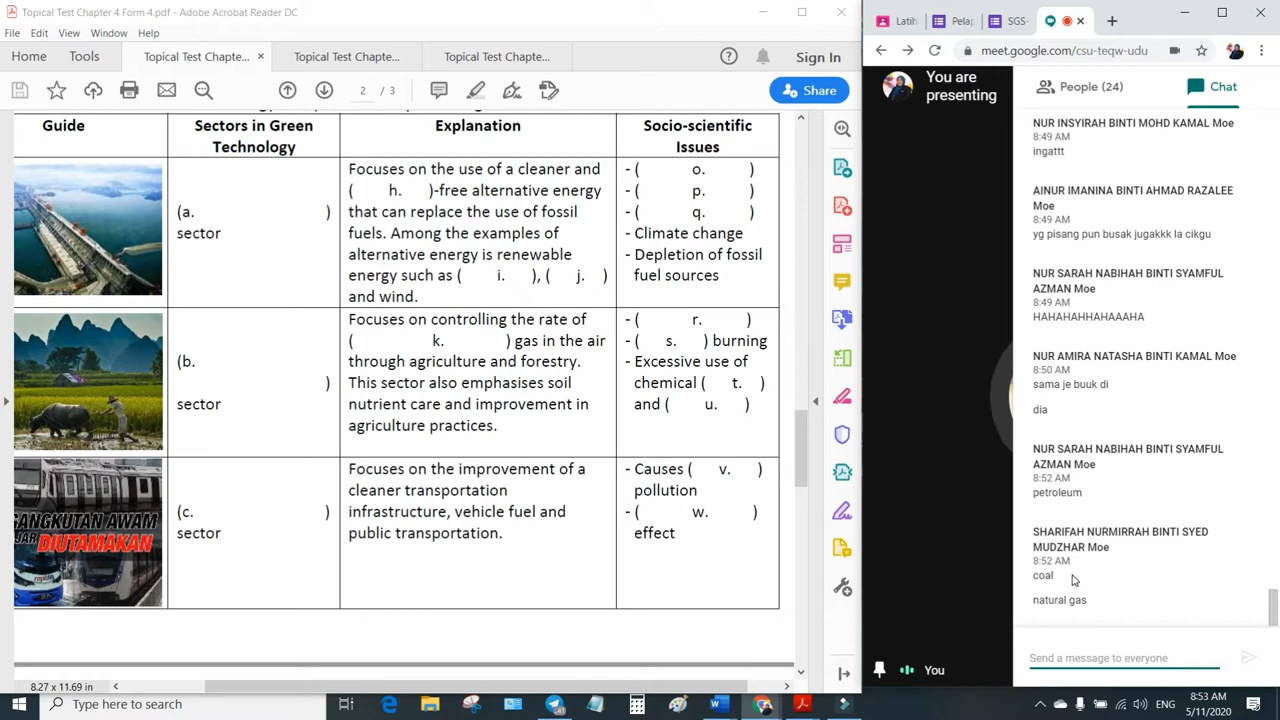 Topical Test Chapter 4 Form 4.pdf - Adobe Acrobat Reader DC
File Edit View Window Help
Home Tools Topical Test Chapte... × Topical Test Chapte... Topical Test Chapte... Sign In
2 / 3 Share
Guide
Sectors in Green
Technology
Explanation
Socio-scientific
Issues
(a. )
sector
Focuses on the use of a cleaner and
( h. )-free alternative energy
that can replace the use of fossil
fuels. Among the examples of
alternative energy is renewable
energy such as ( i. ), ( j. )
and wind.
- ( o. )
- ( p. )
- ( q. )
- Climate change
- Depletion of fossil
fuel sources
(b.
)
sector
Focuses on controlling the rate of
( k. ) gas in the air
through agriculture and forestry.
This sector also emphasises soil
nutrient care and improvement in
agriculture practices.
- ( r. )
- ( s. ) burning
- Excessive use of
chemical ( t. )
and ( u. )
ANGKUTAN AWAM
JAR DIUTAMAKAN
(c. )
sector
Focuses on the improvement of a
cleaner transportation
infrastructure, vehicle fuel and
public transportation.
- Causes ( v. )
pollution
- ( w. )
effect
8.27 x 11.69 in
Latih Pelaj SGS-
meet.google.com/csu-teqw-udu
You are
presenting
People (24) Chat
NUR INSYIRAH BINTI MOHD KAMAL Moe
8:49 AM
ingattt
AINUR IMANINA BINTI AHMAD RAZALEE
Moe
8:49 AM
yg pisang pun busak jugakkk la cikgu
NUR SARAH NABIHAH BINTI SYAMFUL
AZMAN Moe
8:49 AM
HAHAHAHHAHAAAHA
NUR AMIRA NATASHA BINTI KAMAL Moe
8:50 AM
sama je buuk di
dia
NUR SARAH NABIHAH BINTI SYAMFUL
AZMAN Moe
8:52 AM
petroleum
SHARIFAH NURMIRRAH BINTI SYED
MUDZHAR Moe
8:52 AM
coal
natural gas
Send a message to everyone
You
Type here to search
ENG
8:53 AM
5/11/2020